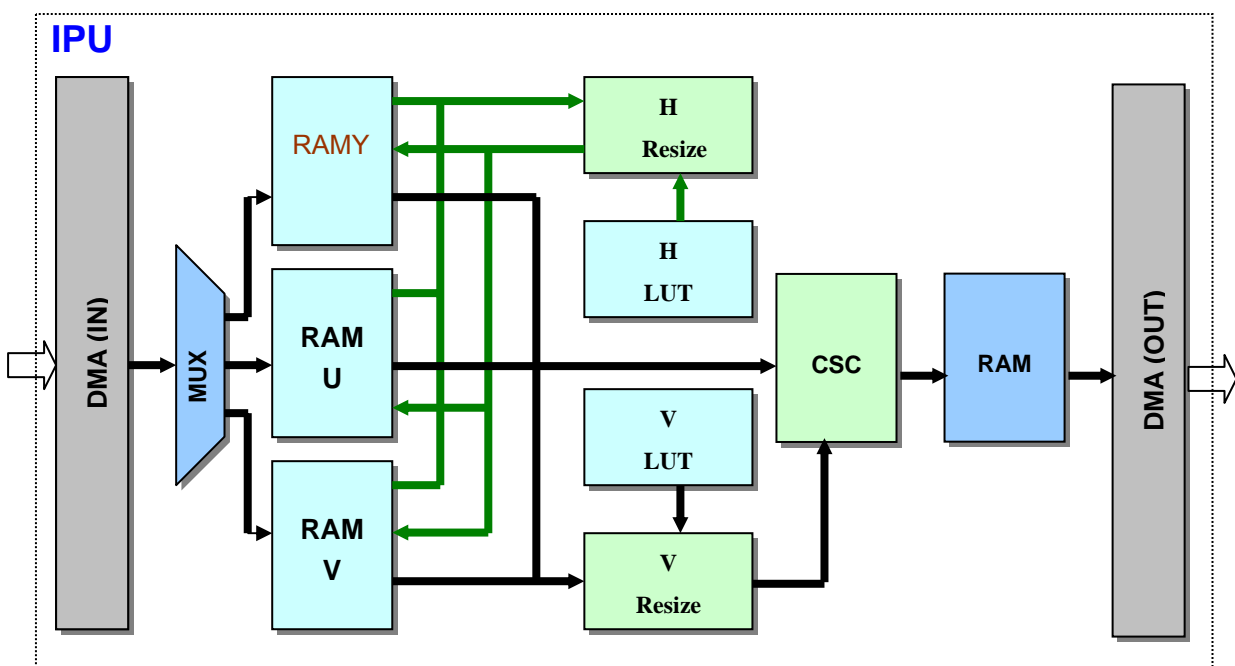 IPU
DMA (IN)
MUX
RAMY
RAM
U
RAM
V
H
Resize
H
LUT
V
LUT
V
Resize
CSC
RAM
DMA (OUT)